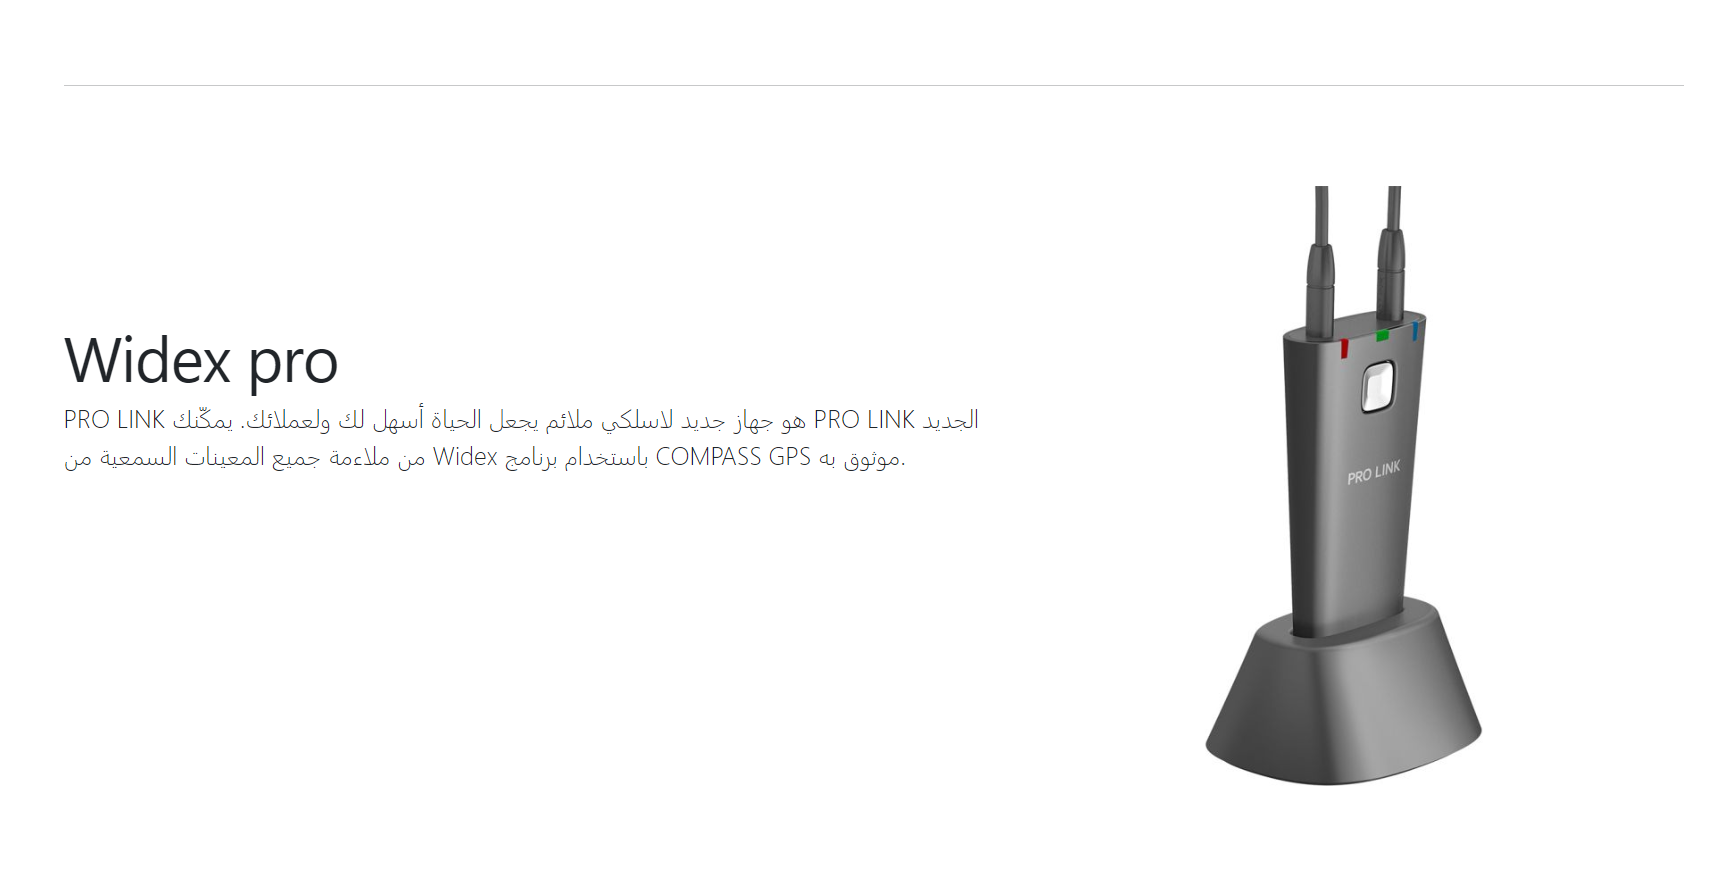 Widex pro
PRO LINK هو جهاز جديد لاسلكي ملائم يجعل الحياة أسهل لك ولعملائك. يمكّنك PRO LINK الجديد
من ملاءمة جميع المعينات السمعية من Widex باستخدام برنامج COMPASS GPS موثوق به.
PRO LINK